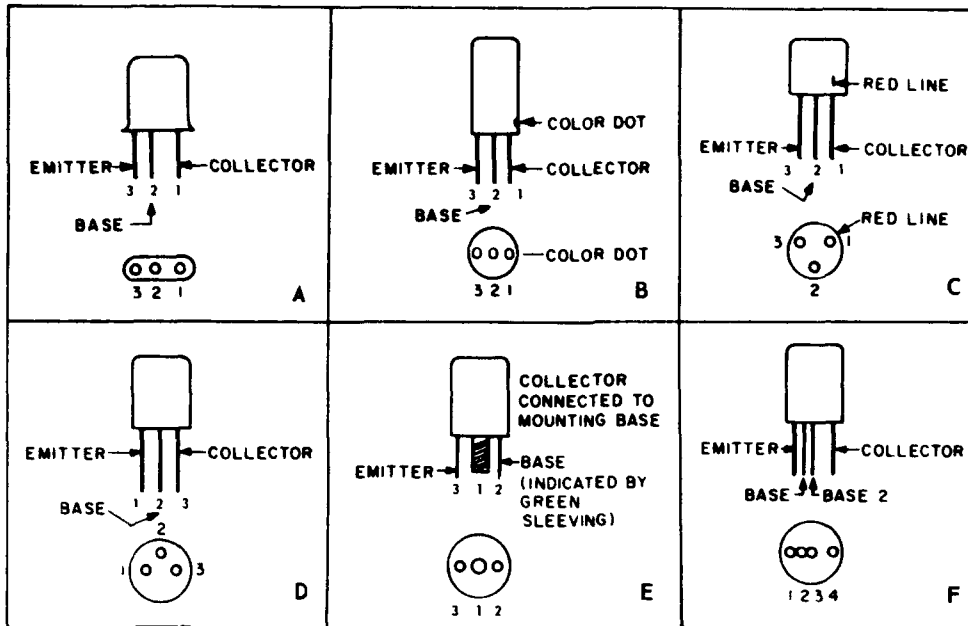 EMITTER COLLECTOR
3 2 1
BASE
3 2 1
A
COLOR DOT
EMITTER COLLECTOR
3 2 1
BASE
COLOR DOT
3 2 1
B
RED LINE
EMITTER COLLECTOR
3 2 1
BASE
RED LINE
3 1
2
C
EMITTER COLLECTOR
1 2 3
BASE
2
1 3
D
COLLECTOR
CONNECTED TO
MOUNTING BASE
EMITTER BASE
3 1 2 (INDICATED BY
GREEN
SLEEVING)
3 1 2
E
EMITTER COLLECTOR
BASE BASE 2
1 2 3 4
F